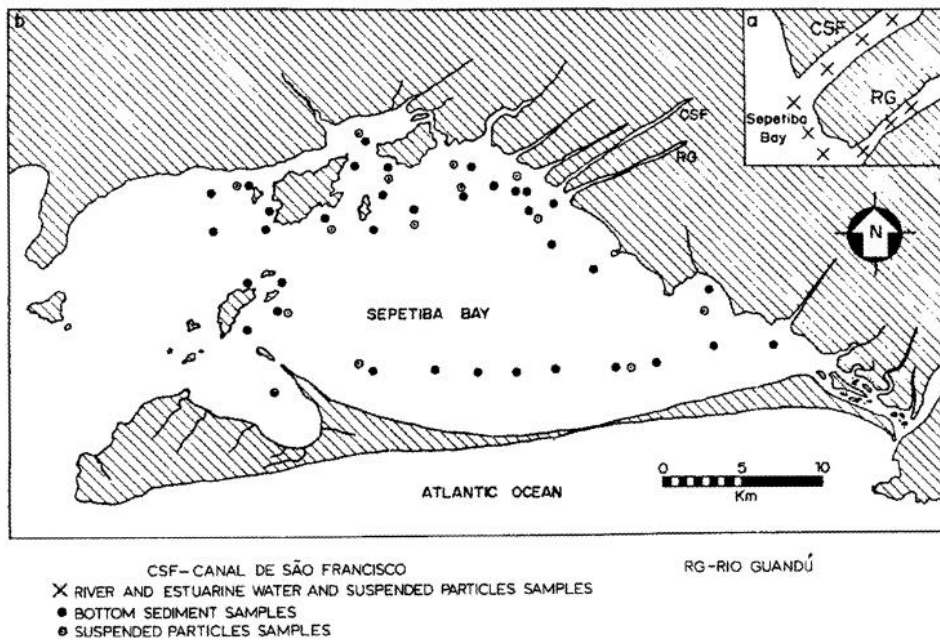 b
a
CSF
RG
Sepetiba
Bay
CSF
RG
N
SEPETIBA BAY
0 5 10
Km
ATLANTIC OCEAN
CSF-CANAL DE SÃO FRANCISCO
RG-RIO GUANDÚ
RIVER AND ESTUARINE WATER AND SUSPENDED PARTICLES SAMPLES
BOTTOM SEDIMENT SAMPLES
SUSPENDED PARTICLES SAMPLES